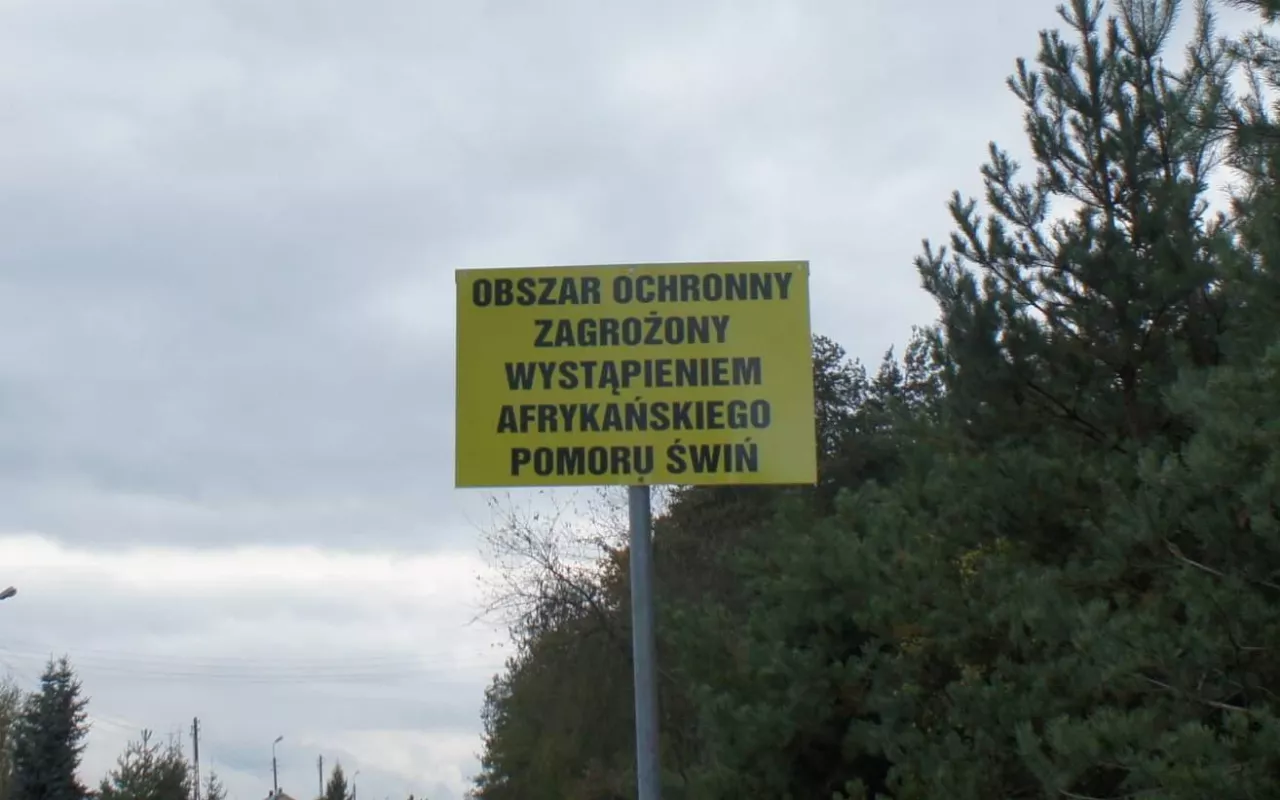 OBSZAR OCHRONNY
ZAGROŻONY
WYSTĄPIENIEM
AFRYKAŃSKIEGO
POMORU ŚWIŃ